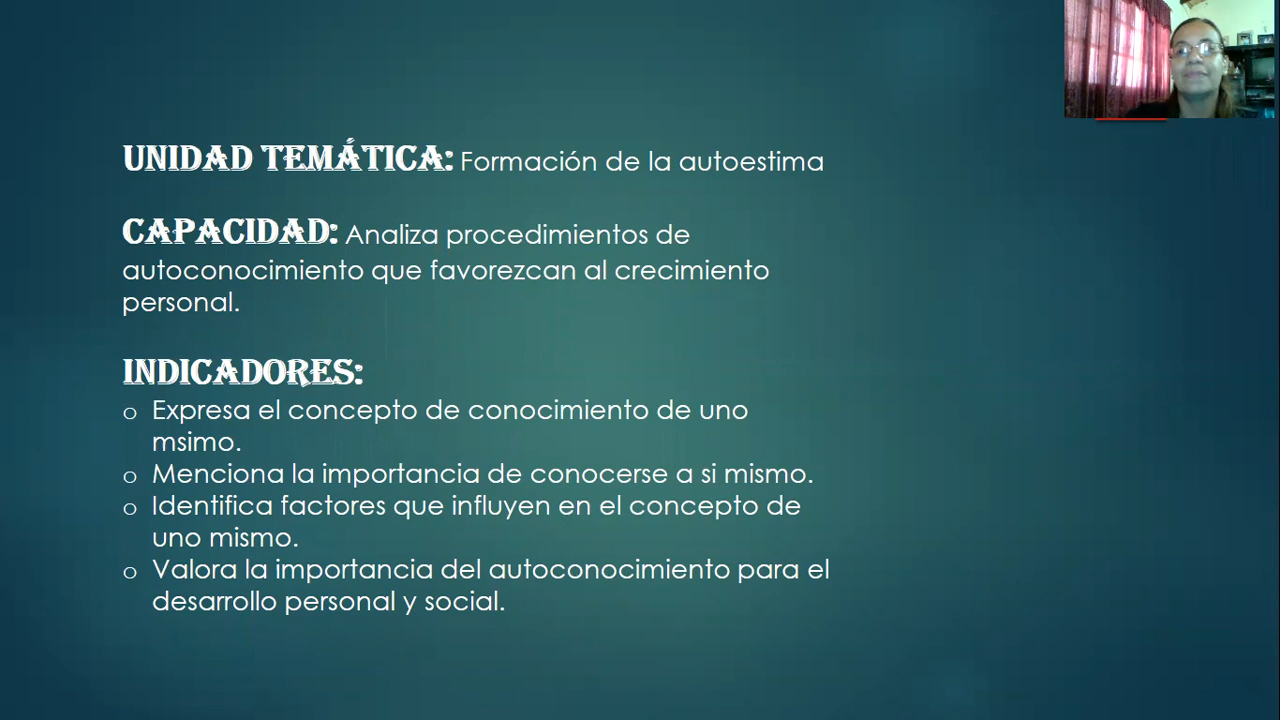 UNIDAD TEMÁTICA: Formación de la autoestima
CAPACIDAD: Analiza procedimientos de
autoconocimiento que favorezcan al crecimiento
personal.
INDICADORES:
o Expresa el concepto de conocimiento de uno
msimo.
o Menciona la importancia de conocerse a si mismo.
o Identifica factores que influyen en el concepto de
uno mismo.
o Valora la importancia del autoconocimiento para el
desarrollo personal y social.